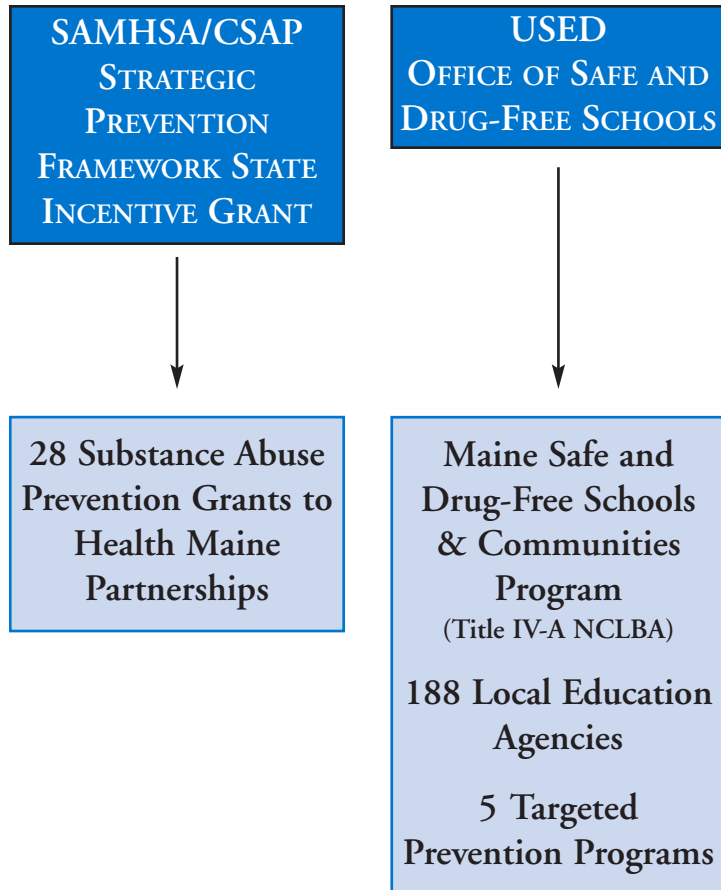 SAMHSA/CSAP
STRATEGIC
PREVENTION
FRAMEWORK STATE
INCENTIVE GRANT
USED
OFFICE OF SAFE AND
DRUG-FREE SCHOOLS
28 Substance Abuse
Prevention Grants to
Health Maine
Partnerships
Maine Safe and
Drug-Free Schools
& Communities
Program
(Title IV-A NCLBA)
188 Local Education
Agencies
5 Targeted
Prevention Programs